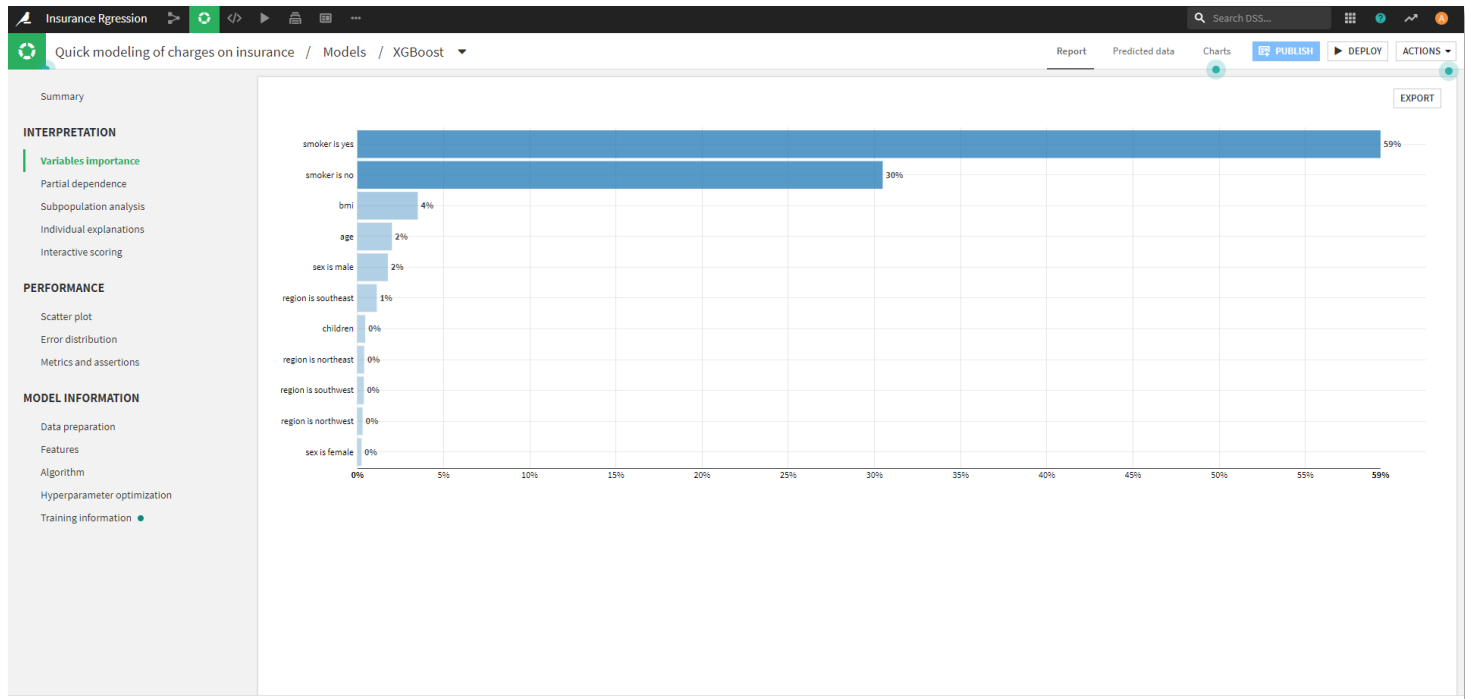 Insurance Rgression
Search DSS...
A
Quick modeling of charges on insurance / Models / XGBoost
Report Predicted data Charts PUBLISH DEPLOY ACTIONS
Summary
INTERPRETATION
Variables importance
Partial dependence
Subpopulation analysis
Individual explanations
Interactive scoring
PERFORMANCE
Scatter plot
Error distribution
Metrics and assertions
MODEL INFORMATION
Data preparation
Features
Algorithm
Hyperparameter optimization
Training information
EXPORT
smoker is yes 59%
smoker is no 30%
bmi 4%
age 2%
sex is male 2%
region is southeast 1%
children 0%
region is northeast 0%
region is southwest 0%
region is northwest 0%
sex is female 0%
0% 5% 10% 15% 20% 25% 30% 35% 40% 45% 50% 55% 59%